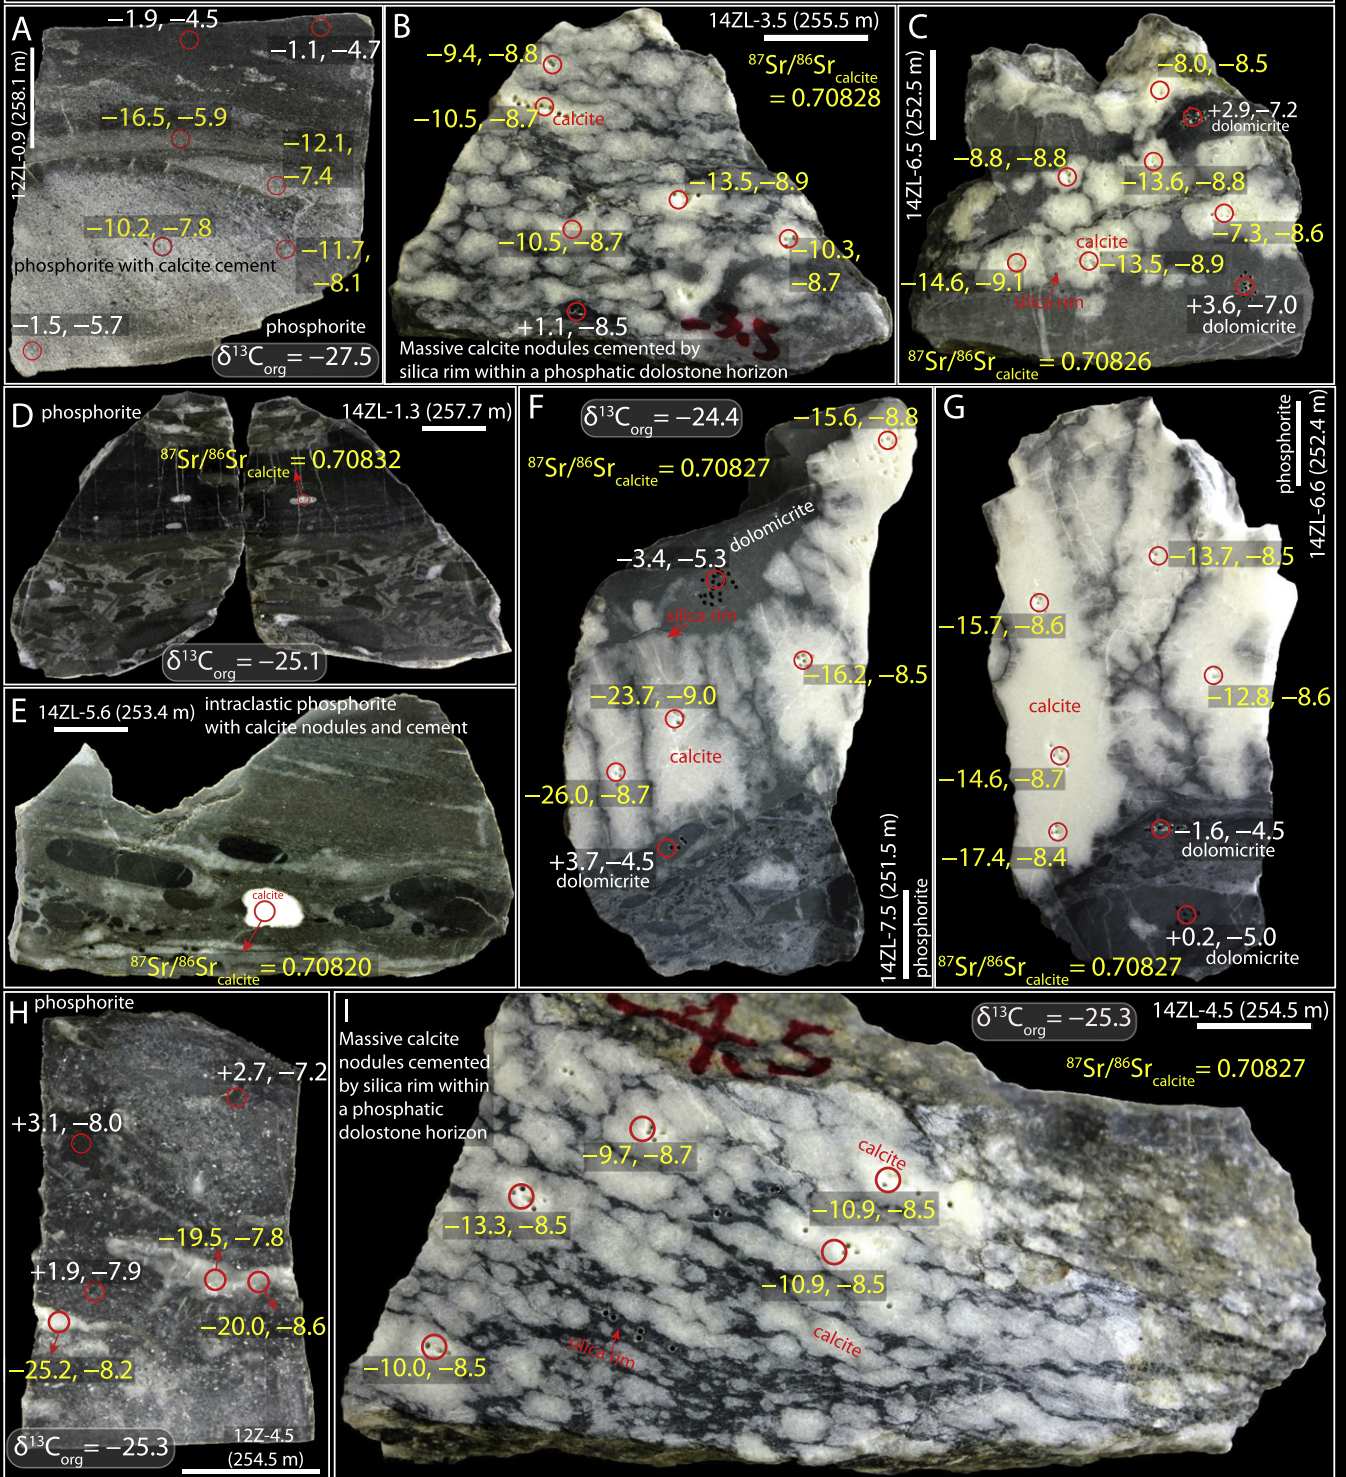 A
12ZL-0.9 (258.1 m)
−1.9, −4.5
−1.1, −4.7
−16.5, −5.9
−12.1,
−7.4
−10.2, −7.8
−11.7,
−8.1
phosphorite with calcite cement
−1.5, −5.7
phosphorite
δ13Corg= −27.5
B
14ZL-3.5 (255.5 m)
87Sr/86Srcalcite
= 0.70828
−9.4, −8.8
−10.5, −8.7
calcite
−13.5, −8.9
−10.5, −8.7
−10.3,
−8.7
+1.1, −8.5
-3.5
Massive calcite nodules cemented by
silica rim within a phosphatic dolostone horizon
C
14ZL-6.5 (252.5 m)
−8.0, −8.5
+2.9, −7.2
dolomicrite
−8.8, −8.8
−13.6, −8.8
−7.3, −8.6
calcite
−13.5, −8.9
−14.6, −9.1
silica rim
+3.6, −7.0
dolomicrite
87Sr/86Srcalcite= 0.70826
D
phosphorite
14ZL-1.3 (257.7 m)
87Sr/86Srcalcite= 0.70832
δ13Corg= −25.1
E
14ZL-5.6 (253.4 m)
intraclastic phosphorite
with calcite nodules and cement
calcite
87Sr/86Srcalcite= 0.70820
F
δ13Corg= −24.4
−15.6, −8.8
87Sr/86Srcalcite= 0.70827
dolomicrite
−3.4, −5.3
silica rim
−16.2, −8.5
−23.7, −9.0
calcite
−26.0, −8.7
+3.7, −4.5
dolomicrite
14ZL-7.5 (251.5 m)
phosphorite
G
phosphorite
14ZL-6.6 (252.4 m)
−13.7, −8.5
−15.7, −8.6
−12.8, −8.6
calcite
−14.6, −8.7
−1.6, −4.5
dolomicrite
−17.4, −8.4
+0.2, −5.0
dolomicrite
87Sr/86Srcalcite= 0.70827
H
phosphorite
+2.7, −7.2
+3.1, −8.0
−19.5, −7.8
+1.9, −7.9
−20.0, −8.6
−25.2, −8.2
δ13Corg= −25.3
12Z-4.5
(254.5 m)
I
Massive calcite
nodules cemented
by silica rim within
a phosphatic
dolostone horizon
4.5
δ13Corg= −25.3
14ZL-4.5 (254.5 m)
87Sr/86Srcalcite= 0.70827
−9.7, −8.7
calcite
−10.9, −8.5
−13.3, −8.5
−10.9, −8.5
calcite
silica rim
−10.0, −8.5